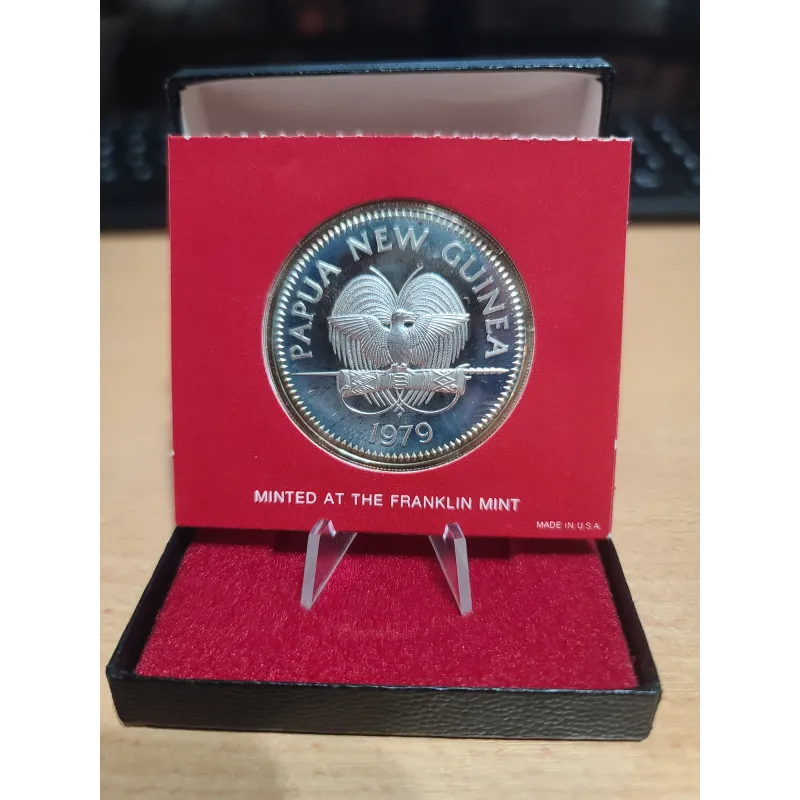 PAPUA NEW GUINEA
1979
MINTED AT THE FRANKLIN MINT
MADE IN U.S.A.